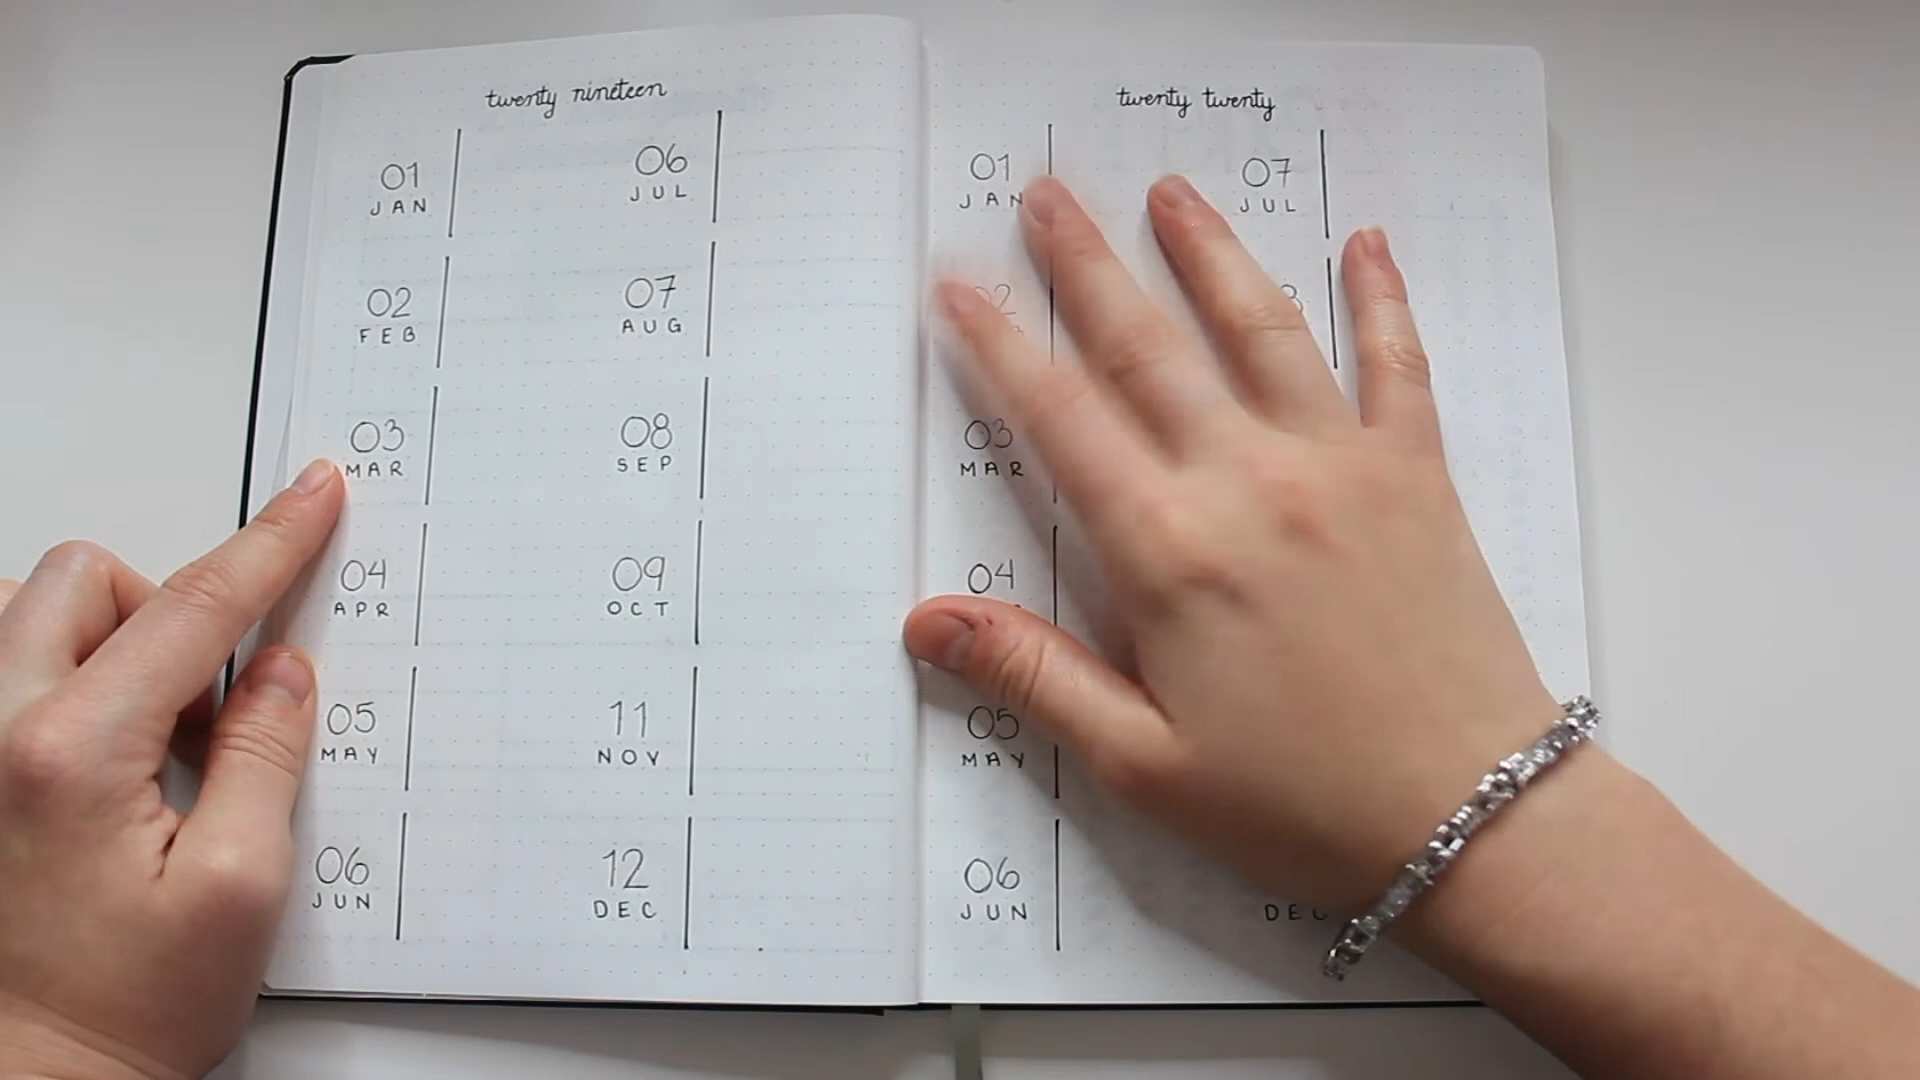 twenty nineteen
01
JAN
02
FEB
03
MAR
04
APR
05
MAY
06
JUN
06
JUL
07
AUG
08
SEP
09
OCT
11
NOV
12
DEC
twenty twenty
01
JAN
03
MAR
04
05
MAY
06
JUN
07
JUL
DEC